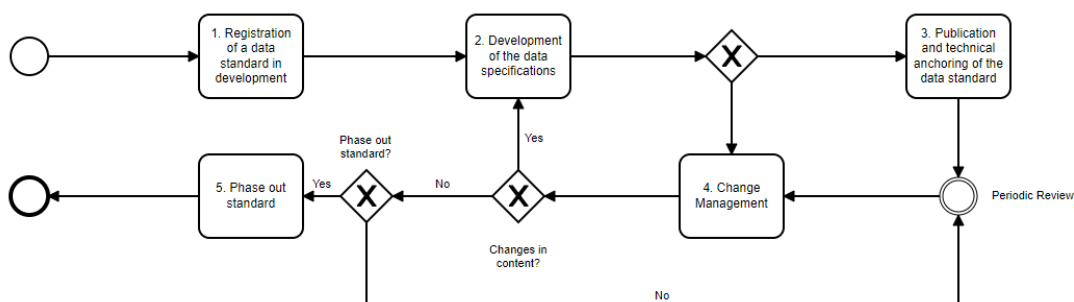 1. Registration
of a data
standard in
development
2. Development
of the data
specifications
X
3. Publication
and technical
anchoring of the
data standard
Phase out
standard?
Yes
5. Phase out
standard
Yes
X
No
X
4. Change
Management
Periodic Review
Changes in
content?
No